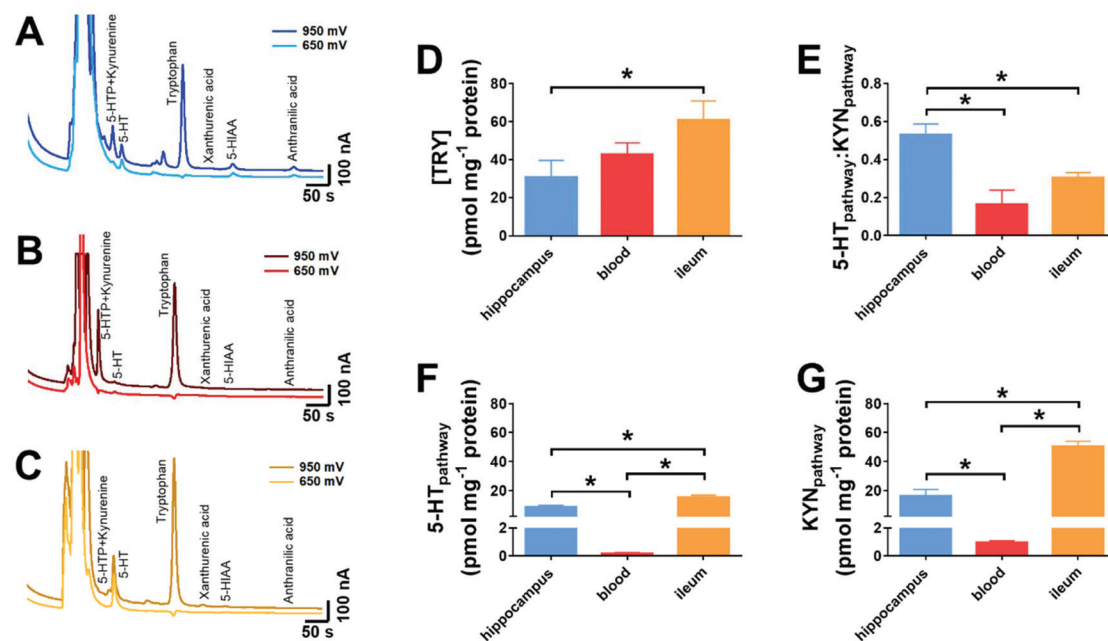 A
950 mV
650 mV
5-HTP+Kynurenine
5-HT
Tryptophan
Xanthurenic acid
5-HIAA
Anthranilic acid
100 nA
50 s
B
950 mV
650 mV
5-HTP+Kynurenine
5-HT
Tryptophan
Xanthurenic acid
5-HIAA
Anthranilic acid
100 nA
50 s
C
950 mV
650 mV
5-HTP+Kynurenine
5-HT
Tryptophan
Xanthurenic acid
5-HIAA
Anthranilic acid
100 nA
50 s
D
[TRY]
(pmol mg⁻¹ protein)
80
60
40
20
0
*
hippocampus
blood
ileum
E
5-HTpathway:KYNpathway
0.8
0.6
0.4
0.2
0.0
*
*
hippocampus
blood
ileum
F
5-HTpathway
(pmol mg⁻¹ protein)
80
60
40
20
2
0
*
*
*
hippocampus
blood
ileum
G
KYNpathway
(pmol mg⁻¹ protein)
80
60
40
20
2
0
*
*
*
hippocampus
blood
ileum